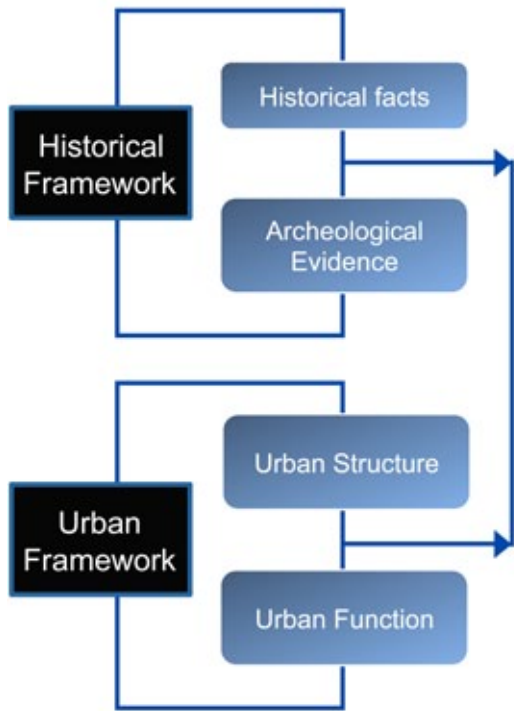 Historical facts
Historical
Framework
Archeological
Evidence
Urban Structure
Urban
Framework
Urban Function